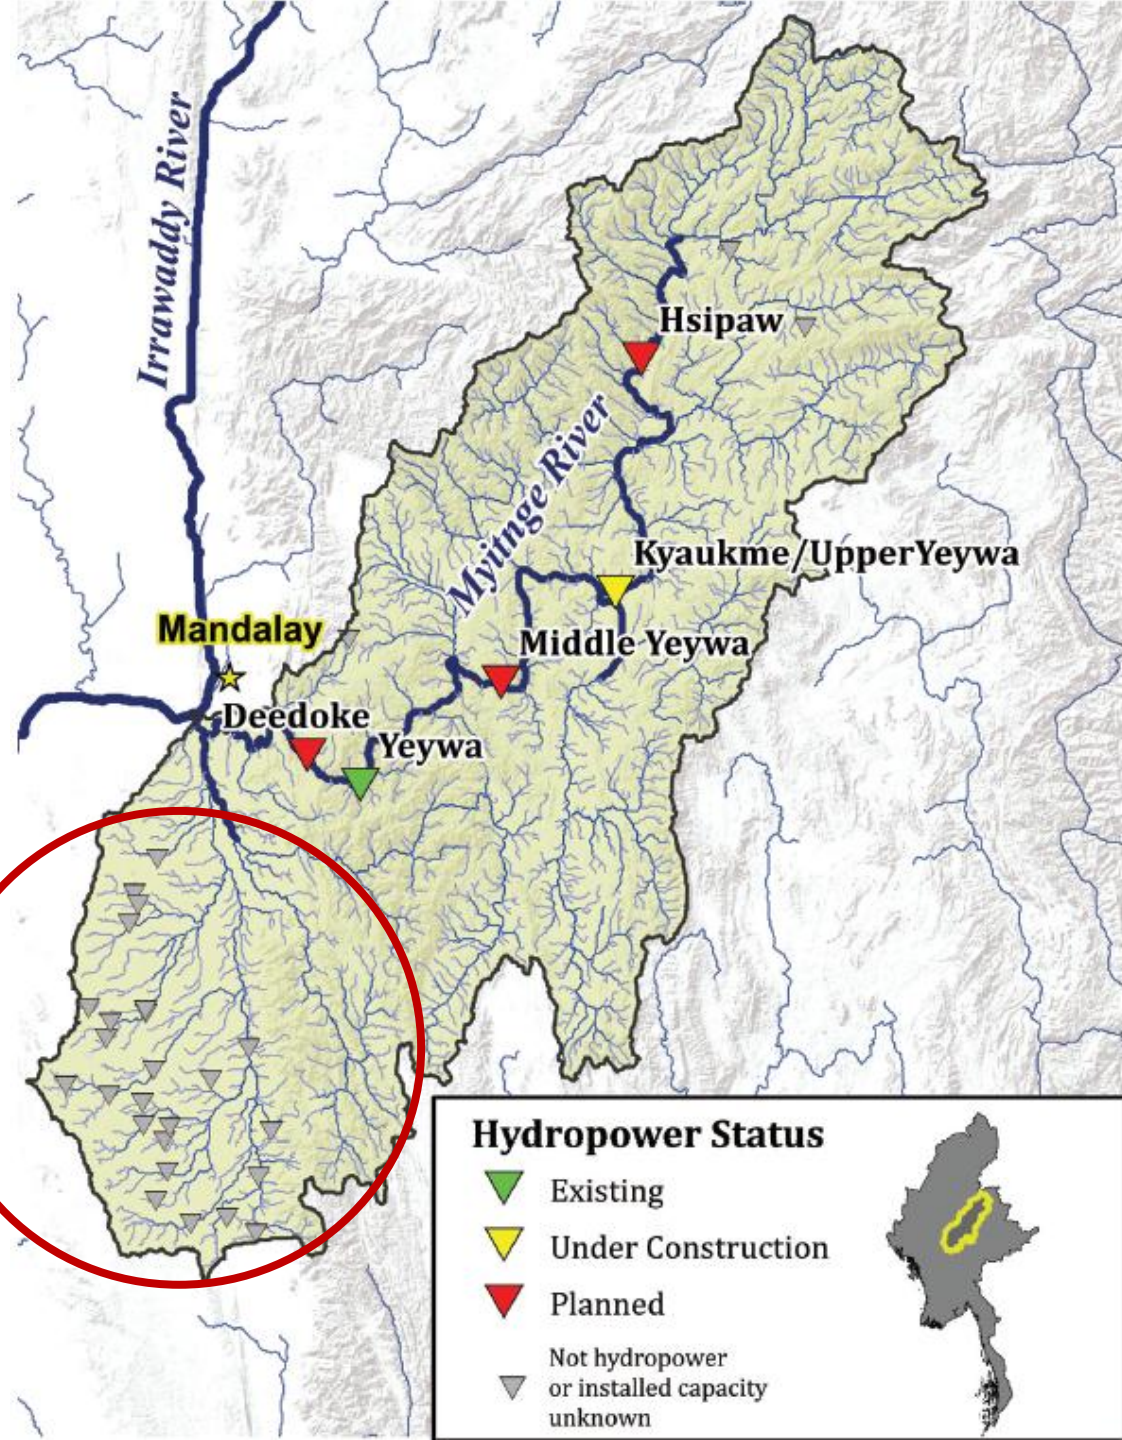 Irrawaddy River
Hsipaw
Myitnge River
Kyaukme/UpperYeywa
Mandalay
Middle Yeywa
Deedoke
Yeywa
Hydropower Status
Existing
Under Construction
Planned
Not hydropower
or installed capacity
unknown